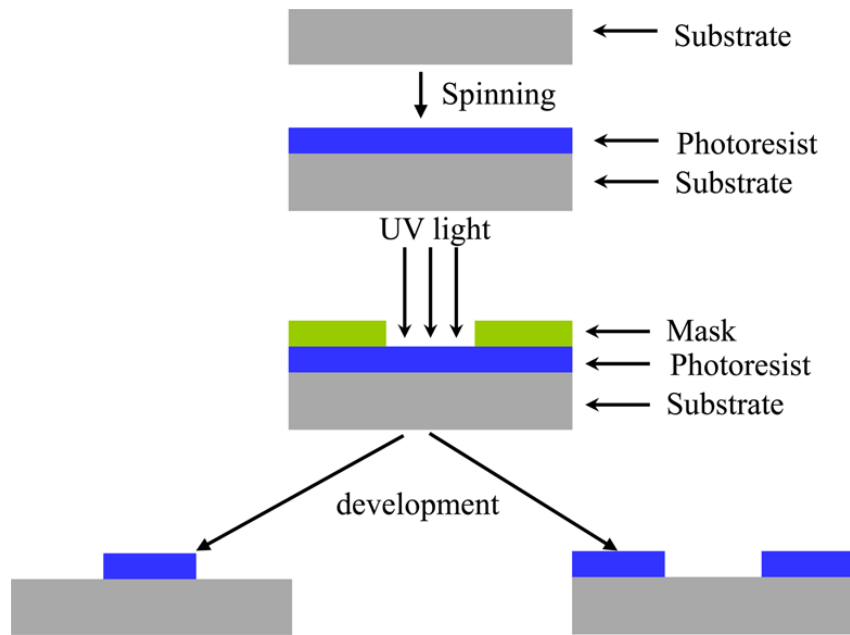 Substrate
Spinning
Photoresist
Substrate
UV light
Mask
Photoresist
Substrate
development